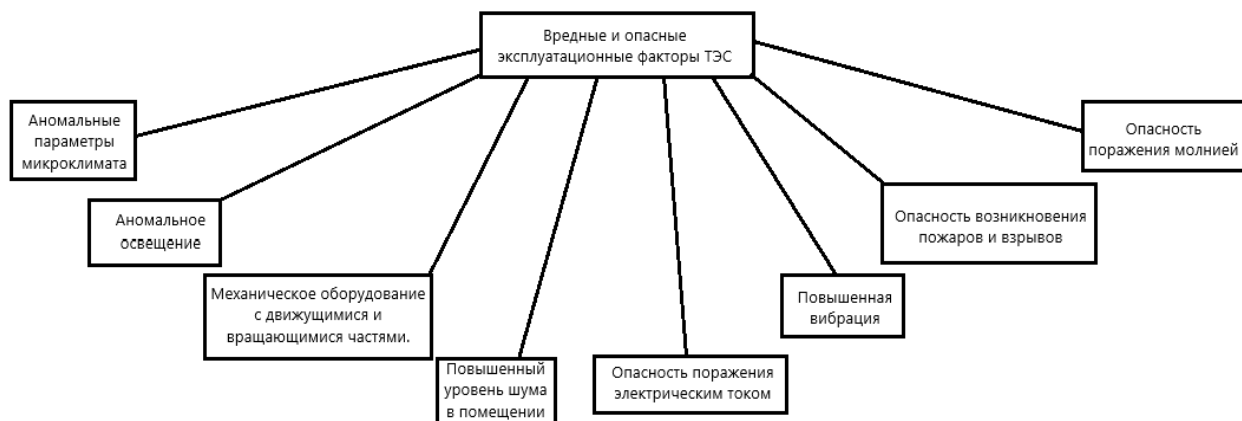 Вредные и опасные
эксплуатационные факторы ТЭС
Аномальные
параметры
микроклимата
Аномальное
освещение
Механическое оборудование
с движущимися и
вращающимися частями.
Повышенный
уровень шума
в помещении
Опасность поражения
электрическим током
Повышенная
вибрация
Опасность возникновения
пожаров и взрывов
Опасность
поражения молнией